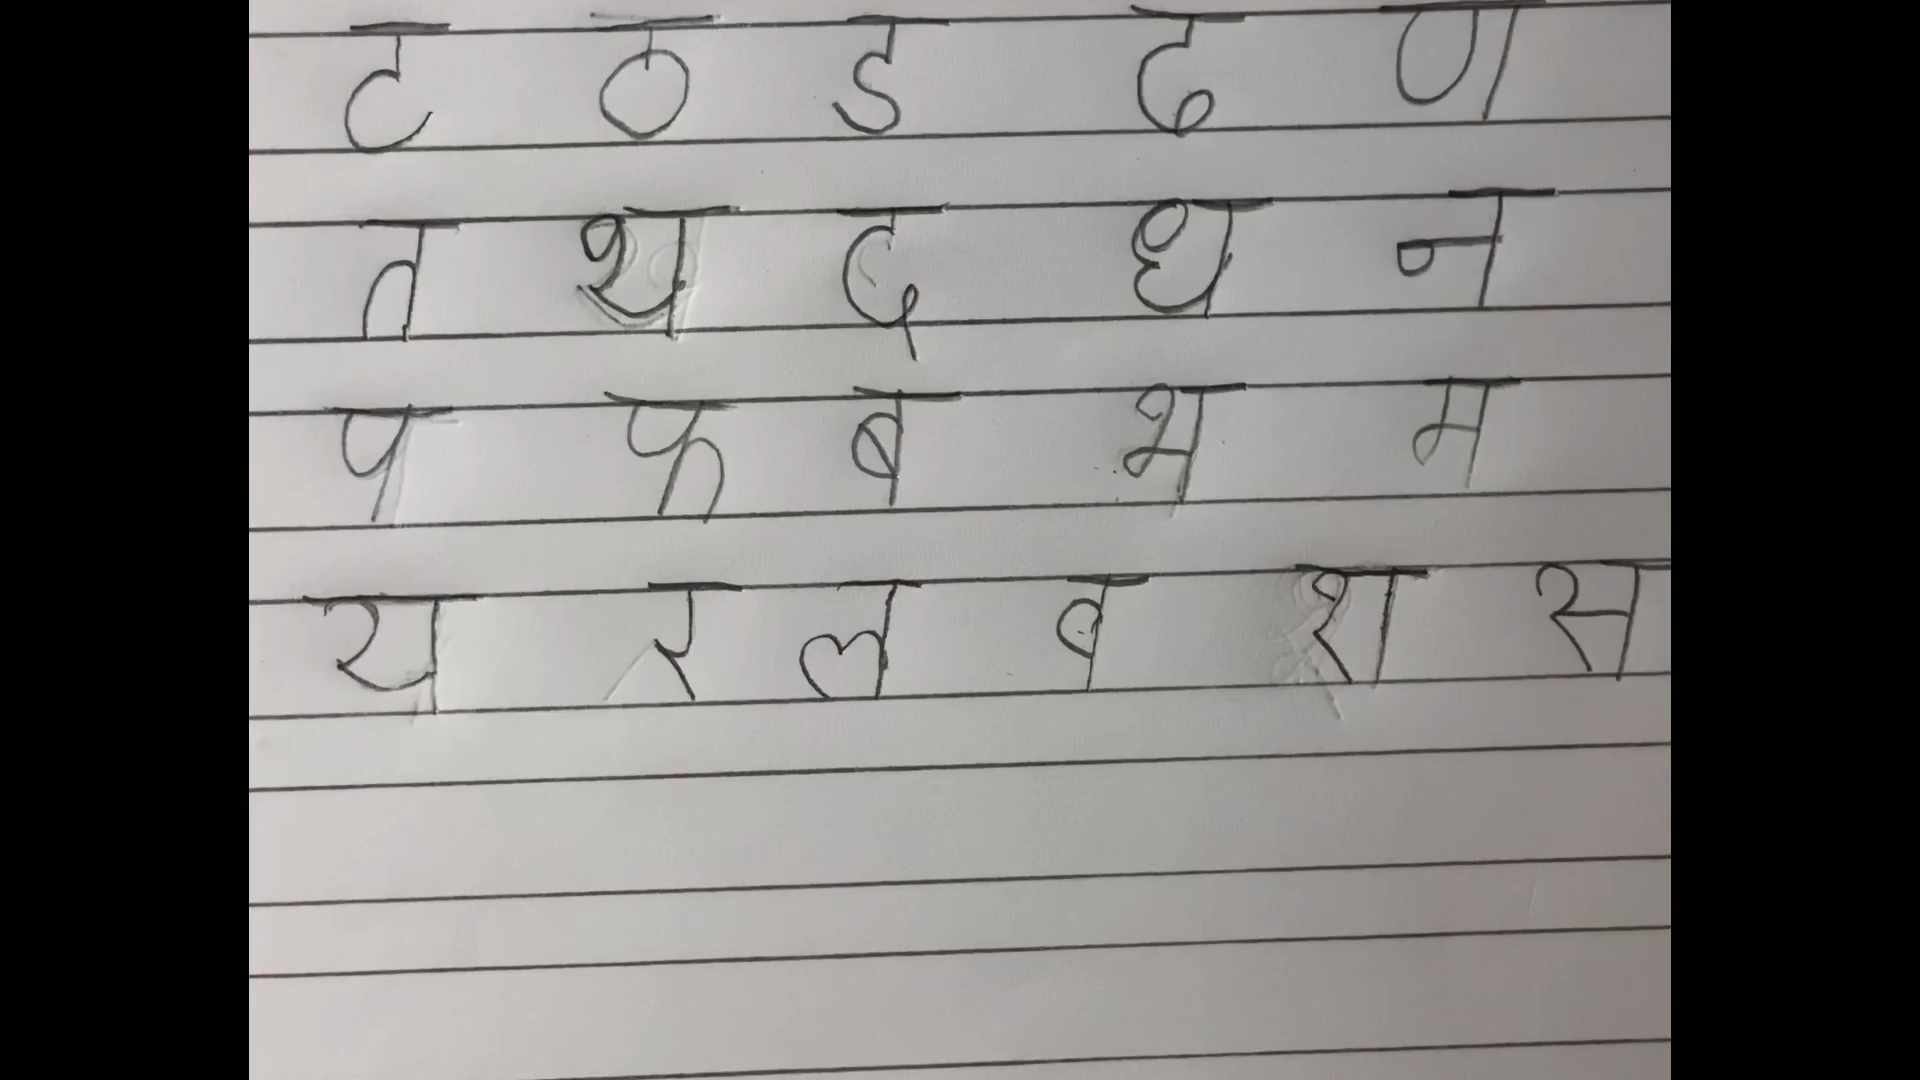 ट ठ ड ढ ण
त थ द ध न
प फ ब भ म
य र ल व श स